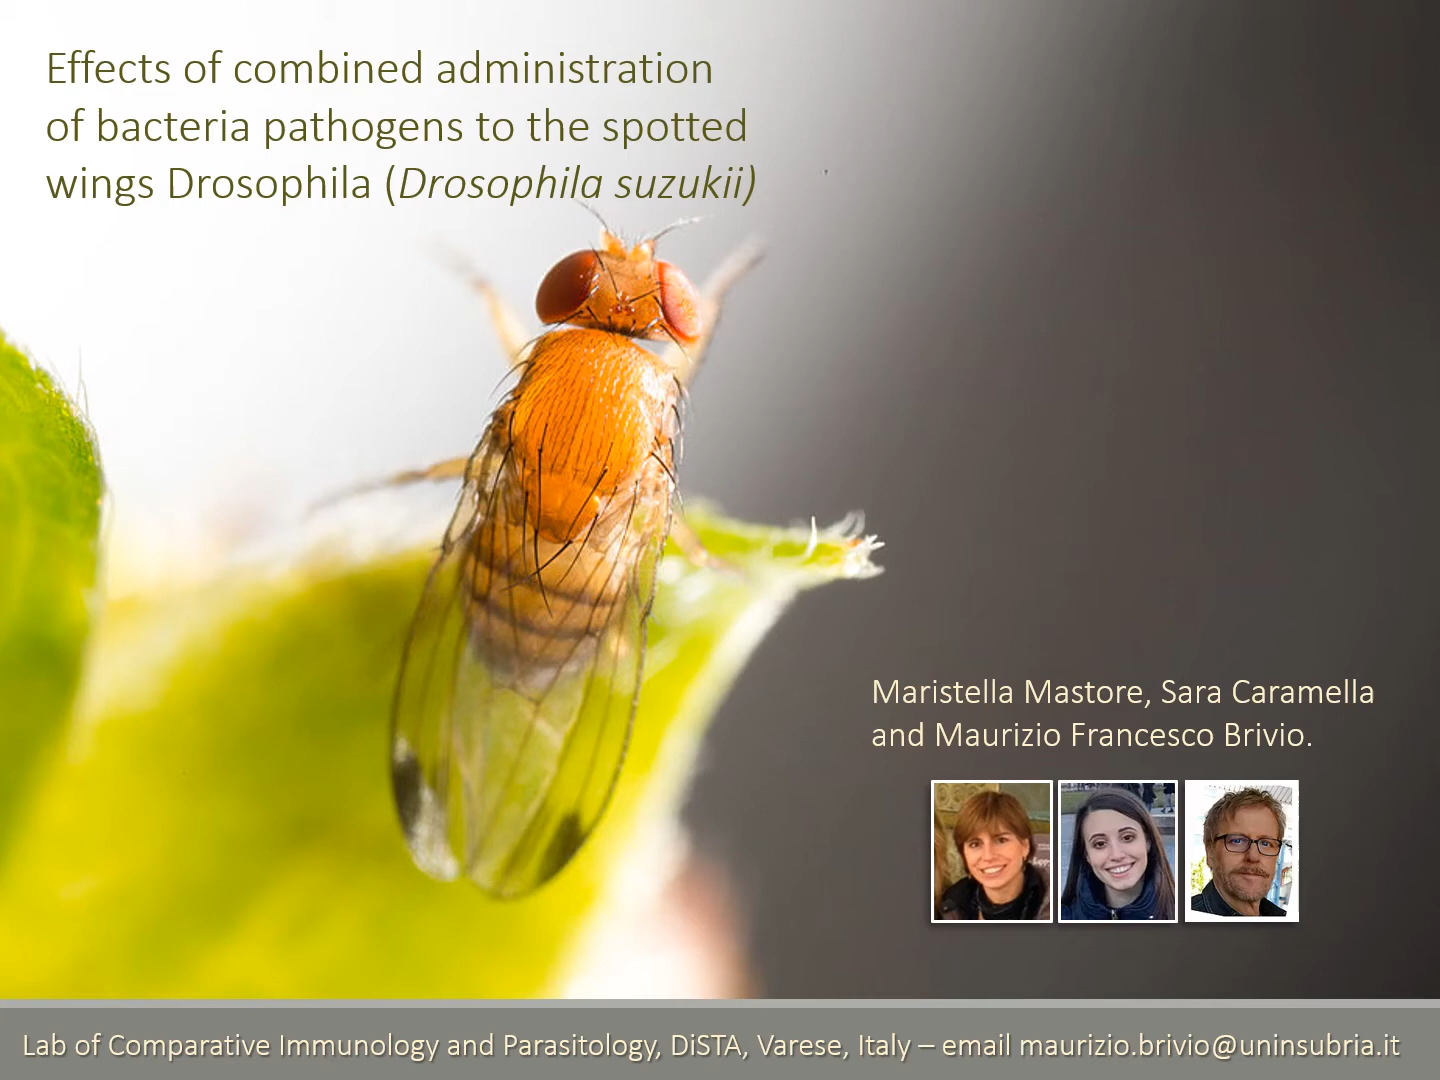 Effects of combined administration
of bacteria pathogens to the spotted
wings Drosophila (Drosophila suzukii)
Maristella Mastore, Sara Caramella
and Maurizio Francesco Brivio.
Lab of Comparative Immunology and Parasitology, DiSTA, Varese, Italy – email maurizio.brivio@uninsubria.it